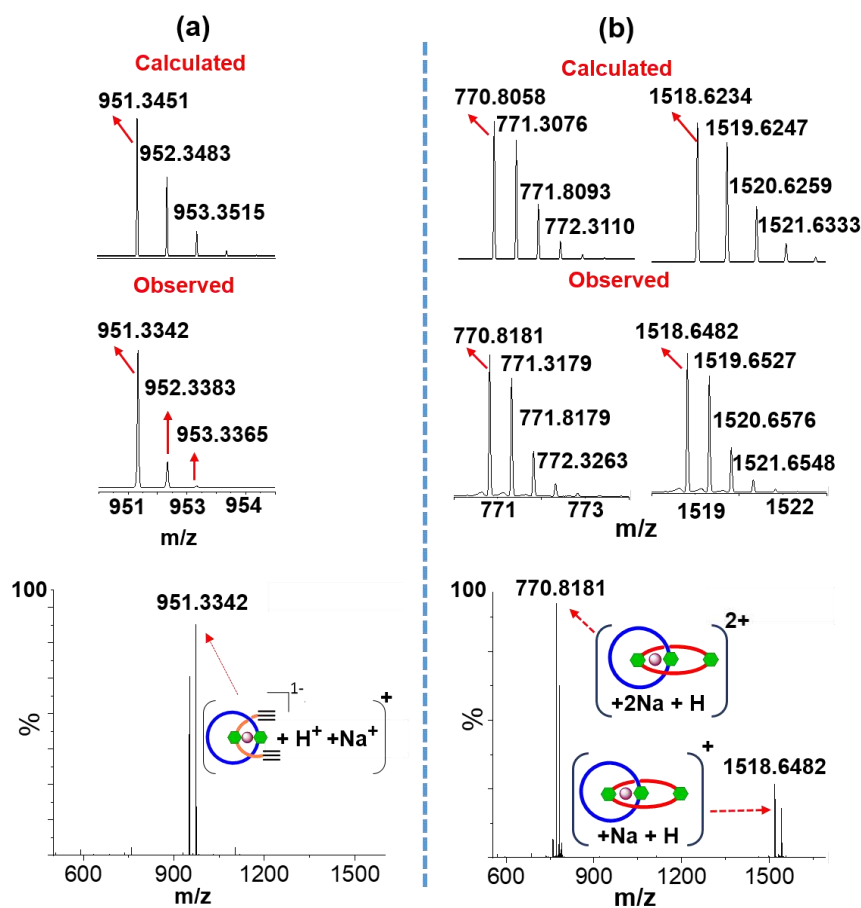 (a)
Calculated
951.3451
952.3483
953.3515
Observed
951.3342
952.3383
953.3365
951 953 954
m/z
100
951.3342
1-
+
+ H+ +Na+
%
600 900 1200 1500
m/z
(b)
Calculated
770.8058
771.3076
771.8093
772.3110
1518.6234
1519.6247
1520.6259
1521.6333
Observed
770.8181
771.3179
771.8179
772.3263
1518.6482
1519.6527
1520.6576
1521.6548
771 773 1519 1522
m/z
100
770.8181
2+
+2Na + H
+
1518.6482
+Na + H
%
600 900 1200 1500
m/z